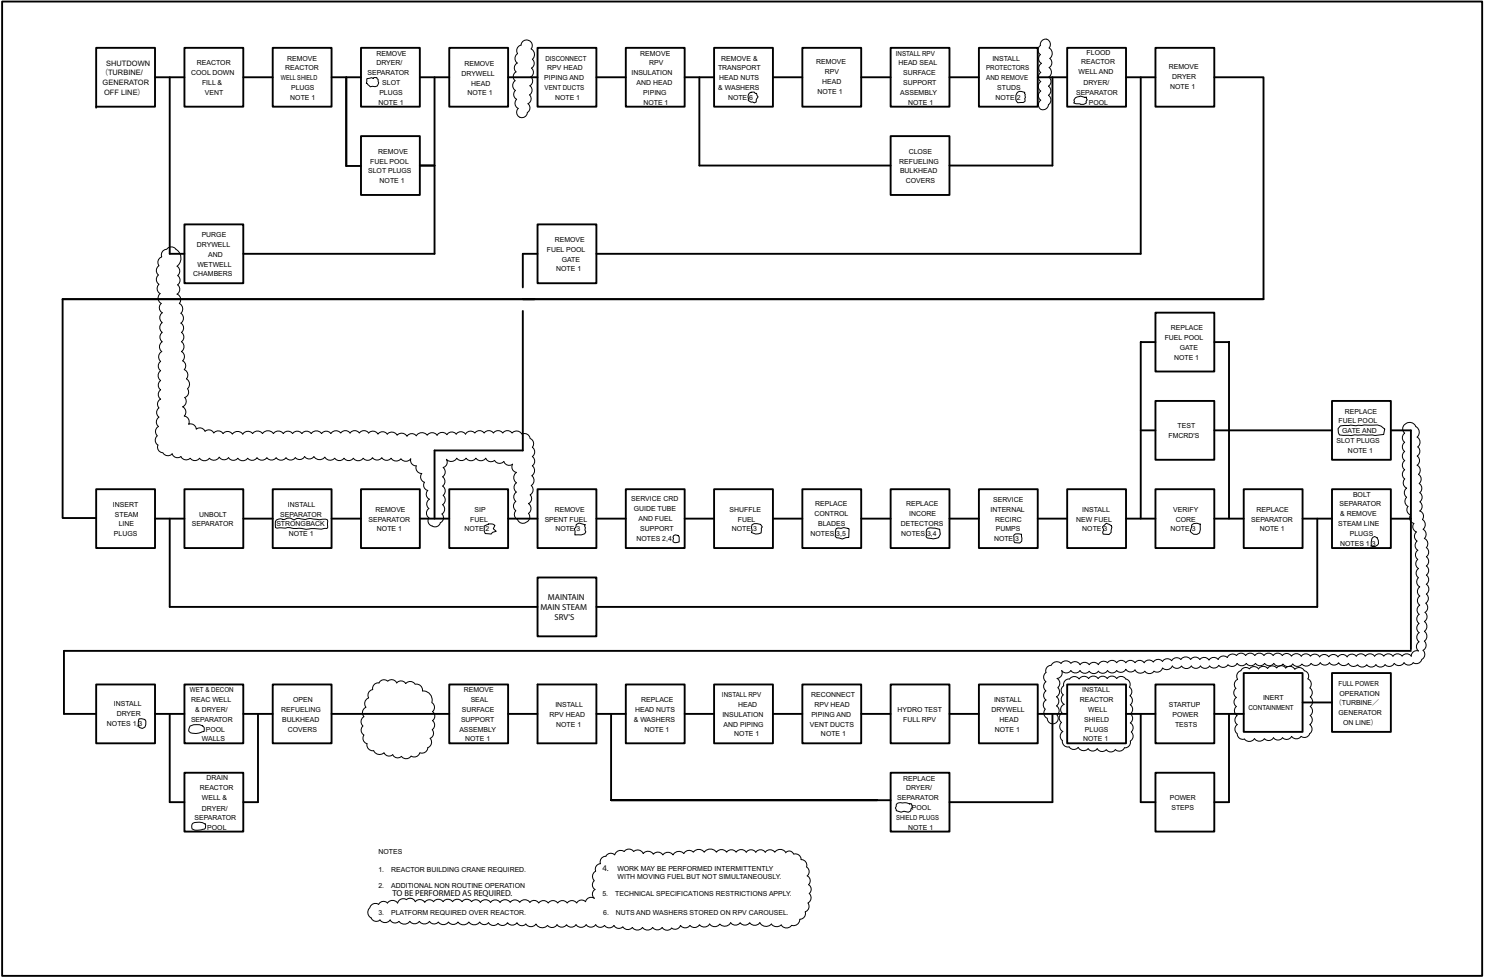 SHUTDOWN
(TURBINE/
GENERATOR
OFF LINE)
REACTOR
COOL DOWN
FILL &
VENT
REMOVE
REACTOR
WELL SHIELD
PLUGS
NOTE 1
REMOVE
DRYER/
SEPARATOR
SLOT
PLUGS
NOTE 1
REMOVE
DRYWELL
HEAD
NOTE 1
DISCONNECT
RPV HEAD
PIPING AND
VENT DUCTS
NOTE 1
REMOVE
RPV
INSULATION
AND HEAD
PIPING
NOTE 1
REMOVE &
TRANSPORT
HEAD NUTS
& WASHERS
NOTE 6
REMOVE
RPV
HEAD
NOTE 1
INSTALL RPV
HEAD SEAL
SURFACE
SUPPORT
ASSEMBLY
NOTE 1
INSTALL
PROTECTORS
AND REMOVE
STUDS
NOTE 2
FLOOD
REACTOR
WELL AND
DRYER/
SEPARATOR
POOL
REMOVE
DRYER
NOTE 1
REMOVE
FUEL POOL
SLOT PLUGS
NOTE 1
CLOSE
REFUELING
BULKHEAD
COVERS
PURGE
DRYWELL
AND
WETWELL
CHAMBERS
REMOVE
FUEL POOL
GATE
NOTE 1
REPLACE
FUEL POOL
GATE
NOTE 1
TEST
FMCRD'S
REPLACE
FUEL POOL
GATE AND
SLOT PLUGS
NOTE 1
INSERT
STEAM
LINE
PLUGS
UNBOLT
SEPARATOR
INSTALL
SEPARATOR
STRONGBACK
NOTE 1
REMOVE
SEPARATOR
NOTE 1
SIP
FUEL
NOTE 2
REMOVE
SPENT FUEL
NOTE 3
SERVICE CRD
GUIDE TUBE
AND FUEL
SUPPORT
NOTES 2,4
SHUFFLE
FUEL
NOTE 3
REPLACE
CONTROL
BLADES
NOTES 3,5
REPLACE
INCORE
DETECTORS
NOTES 3,4
SERVICE
INTERNAL
RECIRC
PUMPS
NOTE 3
INSTALL
NEW FUEL
NOTE 3
VERIFY
CORE
NOTE 3
REPLACE
SEPARATOR
NOTE 1
BOLT
SEPARATOR
& REMOVE
STEAM LINE
PLUGS
NOTES 1,3
MAINTAIN
MAIN STEAM
SRV'S
INSTALL
DRYER
NOTES 1,3
WET & DECON
REAC WELL
& DRYER/
SEPARATOR
POOL
WALLS
OPEN
REFUELING
BULKHEAD
COVERS
REMOVE
SEAL
SURFACE
SUPPORT
ASSEMBLY
NOTE 1
INSTALL
RPV HEAD
NOTE 1
REPLACE
HEAD NUTS
& WASHERS
NOTE 1
INSTALL RPV
HEAD
INSULATION
AND PIPING
NOTE 1
RECONNECT
RPV HEAD
PIPING AND
VENT DUCTS
NOTE 1
HYDRO TEST
FULL RPV
INSTALL
DRYWELL
HEAD
NOTE 1
INSTALL
REACTOR
WELL
SHIELD
PLUGS
NOTE 1
STARTUP
POWER
TESTS
INERT
CONTAINMENT
FULL POWER
OPERATION
(TURBINE/
GENERATOR
ON LINE)
DRAIN
REACTOR
WELL &
DRYER/
SEPARATOR
POOL
REPLACE
DRYER/
SEPARATOR
POOL
SHIELD PLUGS
NOTE 1
POWER
STEPS
NOTES
1. REACTOR BUILDING CRANE REQUIRED.
2. ADDITIONAL NON ROUTINE OPERATION
TO BE PERFORMED AS REQUIRED.
3. PLATFORM REQUIRED OVER REACTOR.
4. WORK MAY BE PERFORMED INTERMITTENTLY
WITH MOVING FUEL BUT NOT SIMULTANEOUSLY.
5. TECHNICAL SPECIFICATIONS RESTRICTIONS APPLY.
6. NUTS AND WASHERS STORED ON RPV CAROUSEL.